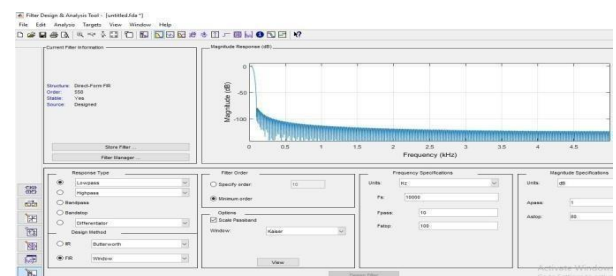 Filter Design & Analysis Tool - [untitled.fda *]
File Edit Analysis Targets View Window Help
Current Filter Information
Structure: Direct-Form FIR
Order: 558
Stable: Yes
Source: Designed
Store Filter ...
Filter Manager ...
Magnitude Response (dB)
Magnitude (dB)
0
-50
-100
0 0.5 1 1.5 2 2.5 3 3.5 4 4.5
Frequency (kHz)
Response Type
Lowpass
Highpass
Bandpass
Bandstop
Differentiator
Design Method
IIR Butterworth
FIR Window
Filter Order
Specify order: 10
Minimum order
Options
Scale Passband
Window: Kaiser
View
Frequency Specifications
Units: Hz
Fs: 10000
Fpass: 10
Fstop: 100
Magnitude Specifications
Units: dB
Apass: 1
Astop: 80
Design Filter
Activate Windows